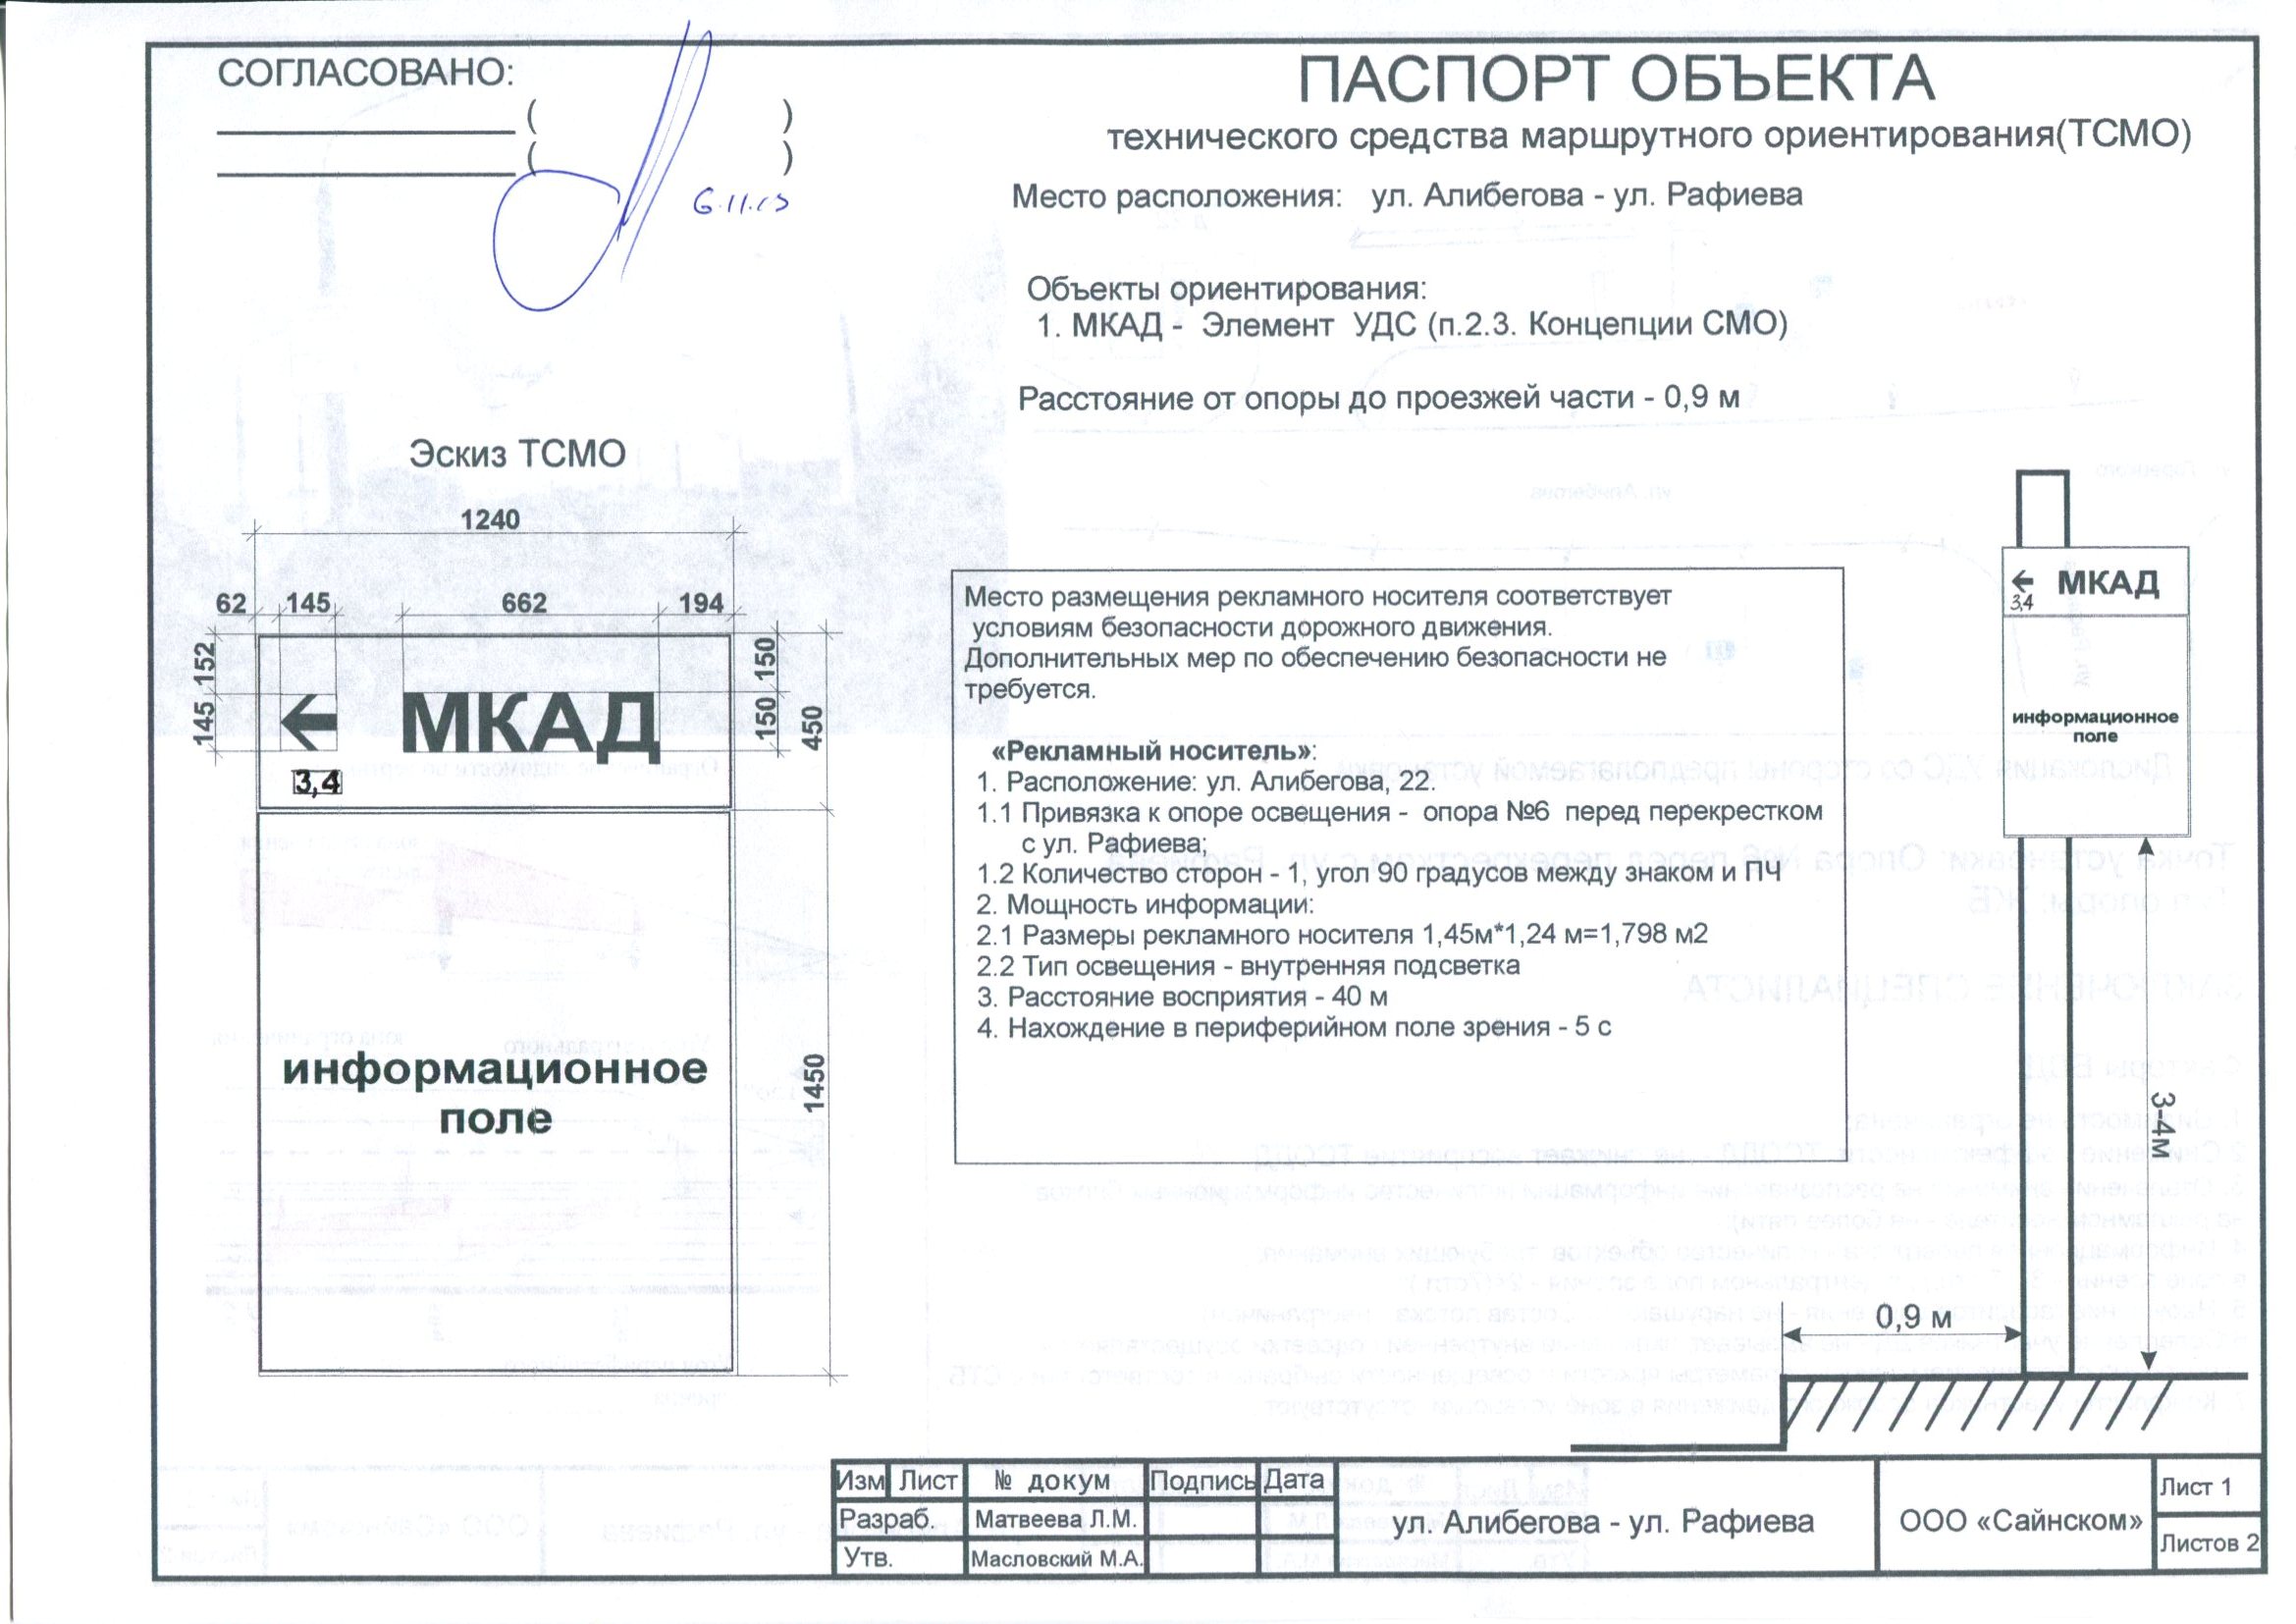 СОГЛАСОВАНО:
( )
( )
6.11.03
ПАСПОРТ ОБЪЕКТА
технического средства маршрутного ориентирования(ТСМО)
Место расположения: ул. Алибегова - ул. Рафиева
Объекты ориентирования:
1. МКАД - Элемент УДС (п.2.3. Концепции СМО)
Расстояние от опоры до проезжей части - 0,9 м
Эскиз ТСМО
1240
62 145 662 194
152
145
150
150
450
МКАД
3,4
информационное
поле
1450
Место размещения рекламного носителя соответствует
условиям безопасности дорожного движения.
Дополнительных мер по обеспечению безопасности не
требуется.
«Рекламный носитель»:
1. Расположение: ул. Алибегова, 22.
1.1 Привязка к опоре освещения - опора №6 перед перекрестком
с ул. Рафиева;
1.2 Количество сторон - 1, угол 90 градусов между знаком и ПЧ
2. Мощность информации:
2.1 Размеры рекламного носителя 1,45м*1,24 м=1,798 м2
2.2 Тип освещения - внутренняя подсветка
3. Расстояние восприятия - 40 м
4. Нахождение в периферийном поле зрения - 5 с
МКАД
3,4
информационное
поле
3-4м
0,9 м
Изм Лист № докум Подпись Дата
Разраб. Матвеева Л.М.
Утв. Масловский М.А.
ул. Алибегова - ул. Рафиева
ООО «Сайнском»
Лист 1
Листов 2